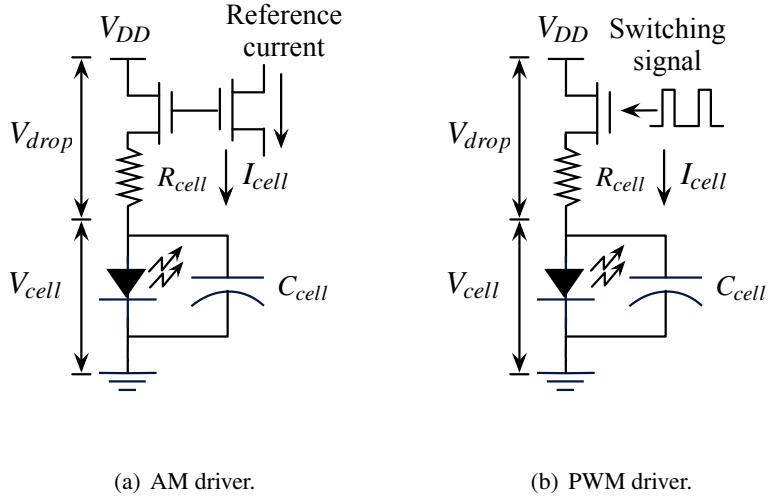 V_DD
Reference
current
V_drop
R_cell
I_cell
V_cell
C_cell
(a) AM driver.
V_DD
Switching
signal
V_drop
R_cell
I_cell
V_cell
C_cell
(b) PWM driver.